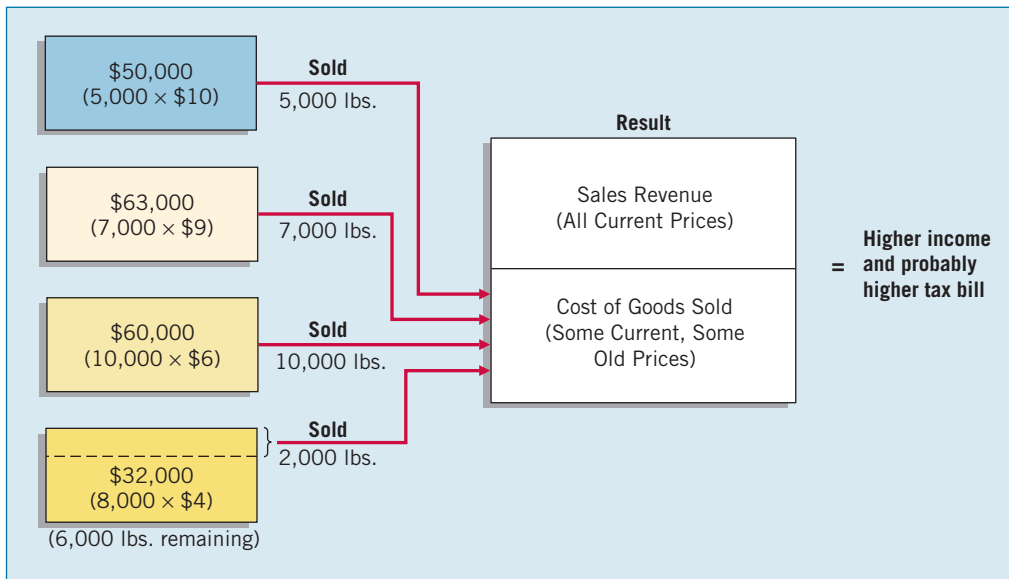 $50,000
(5,000 × $10)
Sold
5,000 lbs.
$63,000
(7,000 × $9)
Sold
7,000 lbs.
$60,000
(10,000 × $6)
Sold
10,000 lbs.
$32,000
(8,000 × $4)
Sold
2,000 lbs.
(6,000 lbs. remaining)
Result
Sales Revenue
(All Current Prices)
Cost of Goods Sold
(Some Current, Some
Old Prices)
=
Higher income
and probably
higher tax bill